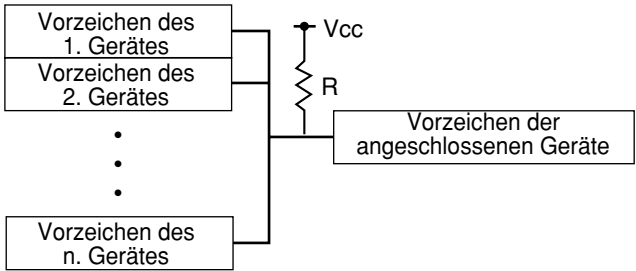 Vorzeichen des
1. Gerätes
Vorzeichen des
2. Gerätes
Vorzeichen des
n. Gerätes
Vcc
R
Vorzeichen der
angeschlossenen Geräte